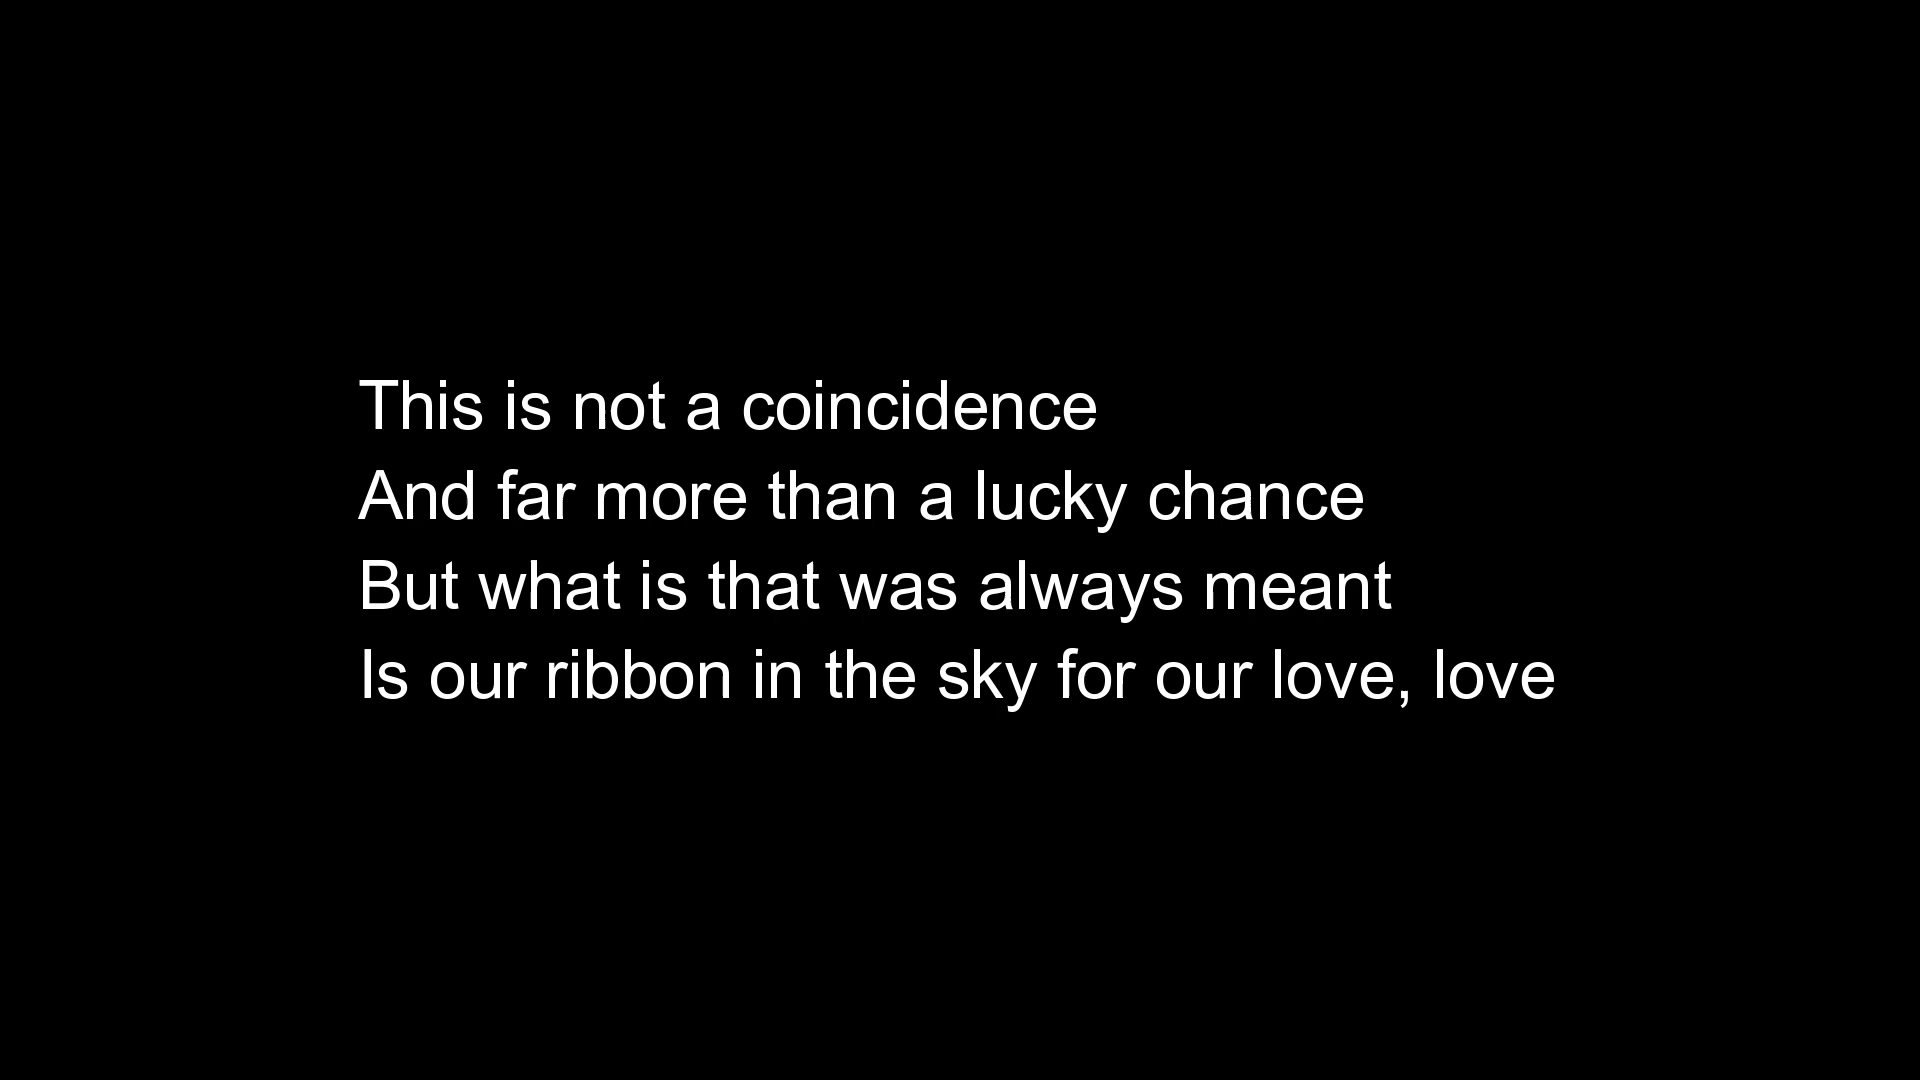 This is not a coincidence
And far more than a lucky chance
But what is that was always meant
Is our ribbon in the sky for our love, love